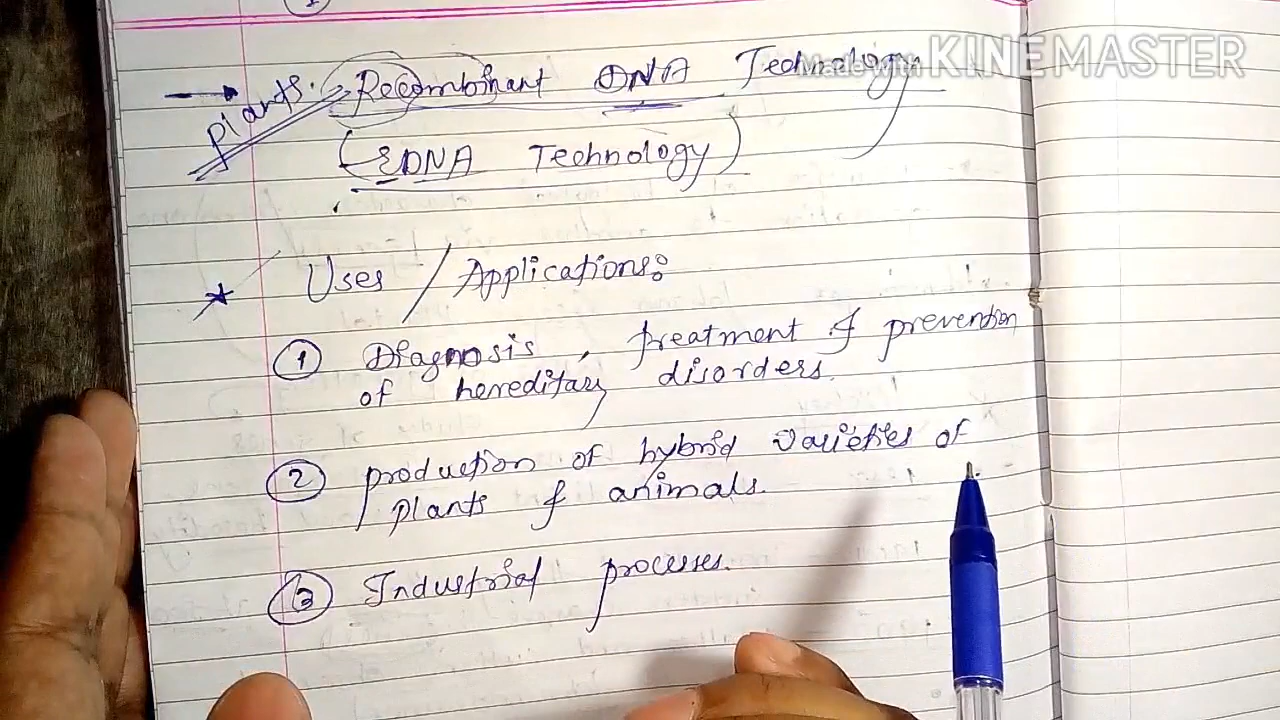 Made with KINEMASTER
→ plants. Recombinant DNA Technology
(rDNA Technology)
* Uses / Applications:
① Diagnosis, treatment & prevention
of hereditary disorders.
② production of hybrid varieties of
plants & animals.
③ Industrial processes.